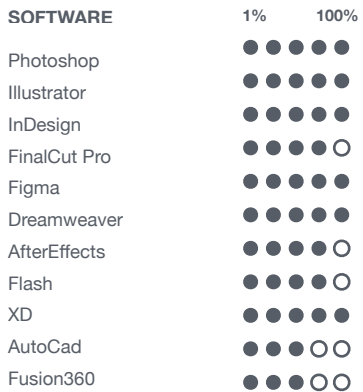 SOFTWARE 1% 100%
Photoshop
Illustrator
InDesign
FinalCut Pro
Figma
Dreamweaver
AfterEffects
Flash
XD
AutoCad
Fusion360